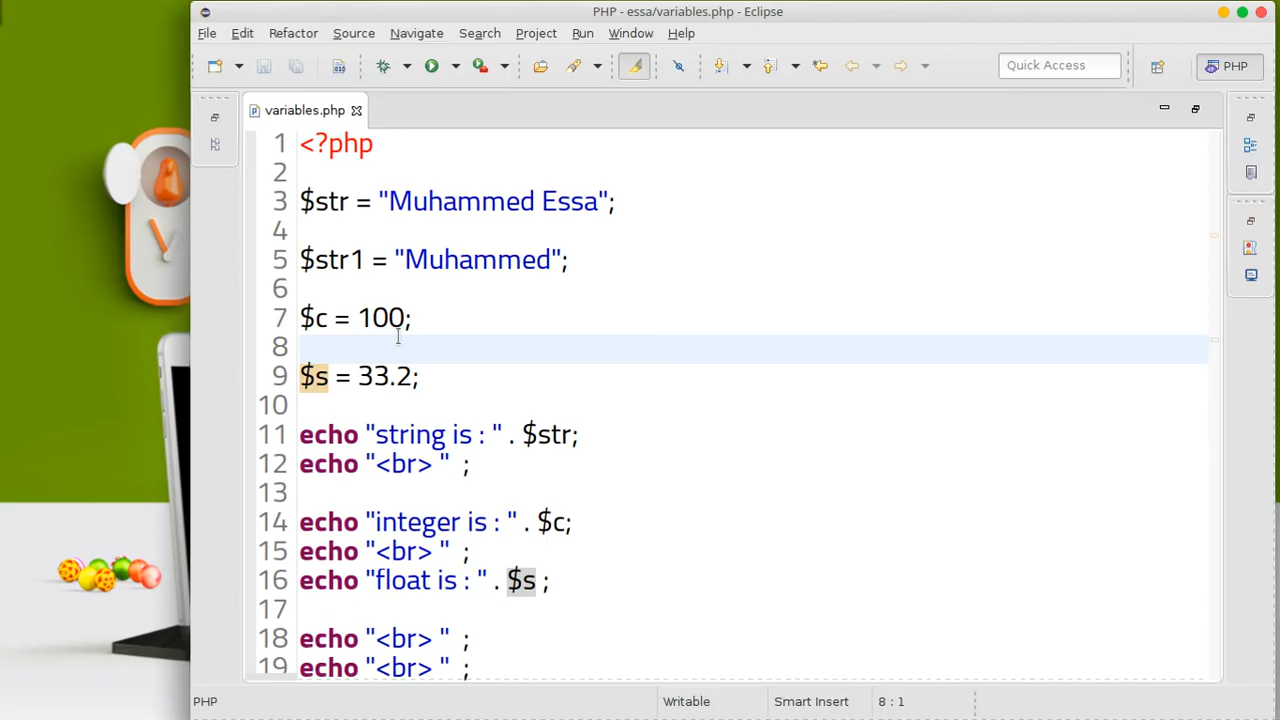 PHP - essa/variables.php - Eclipse
File Edit Refactor Source Navigate Search Project Run Window Help
Quick Access
PHP
variables.php
1 <?php
2
3 $str = "Muhammed Essa";
4
5 $str1 = "Muhammed";
6
7 $c = 100;
8
9 $s = 33.2;
10
11 echo "string is : " . $str;
12 echo "<br> " ;
13
14 echo "integer is : " . $c;
15 echo "<br> " ;
16 echo "float is : " . $s ;
17
18 echo "<br> " ;
19 echo "<br> " ;
PHP Writable Smart Insert 8 : 1